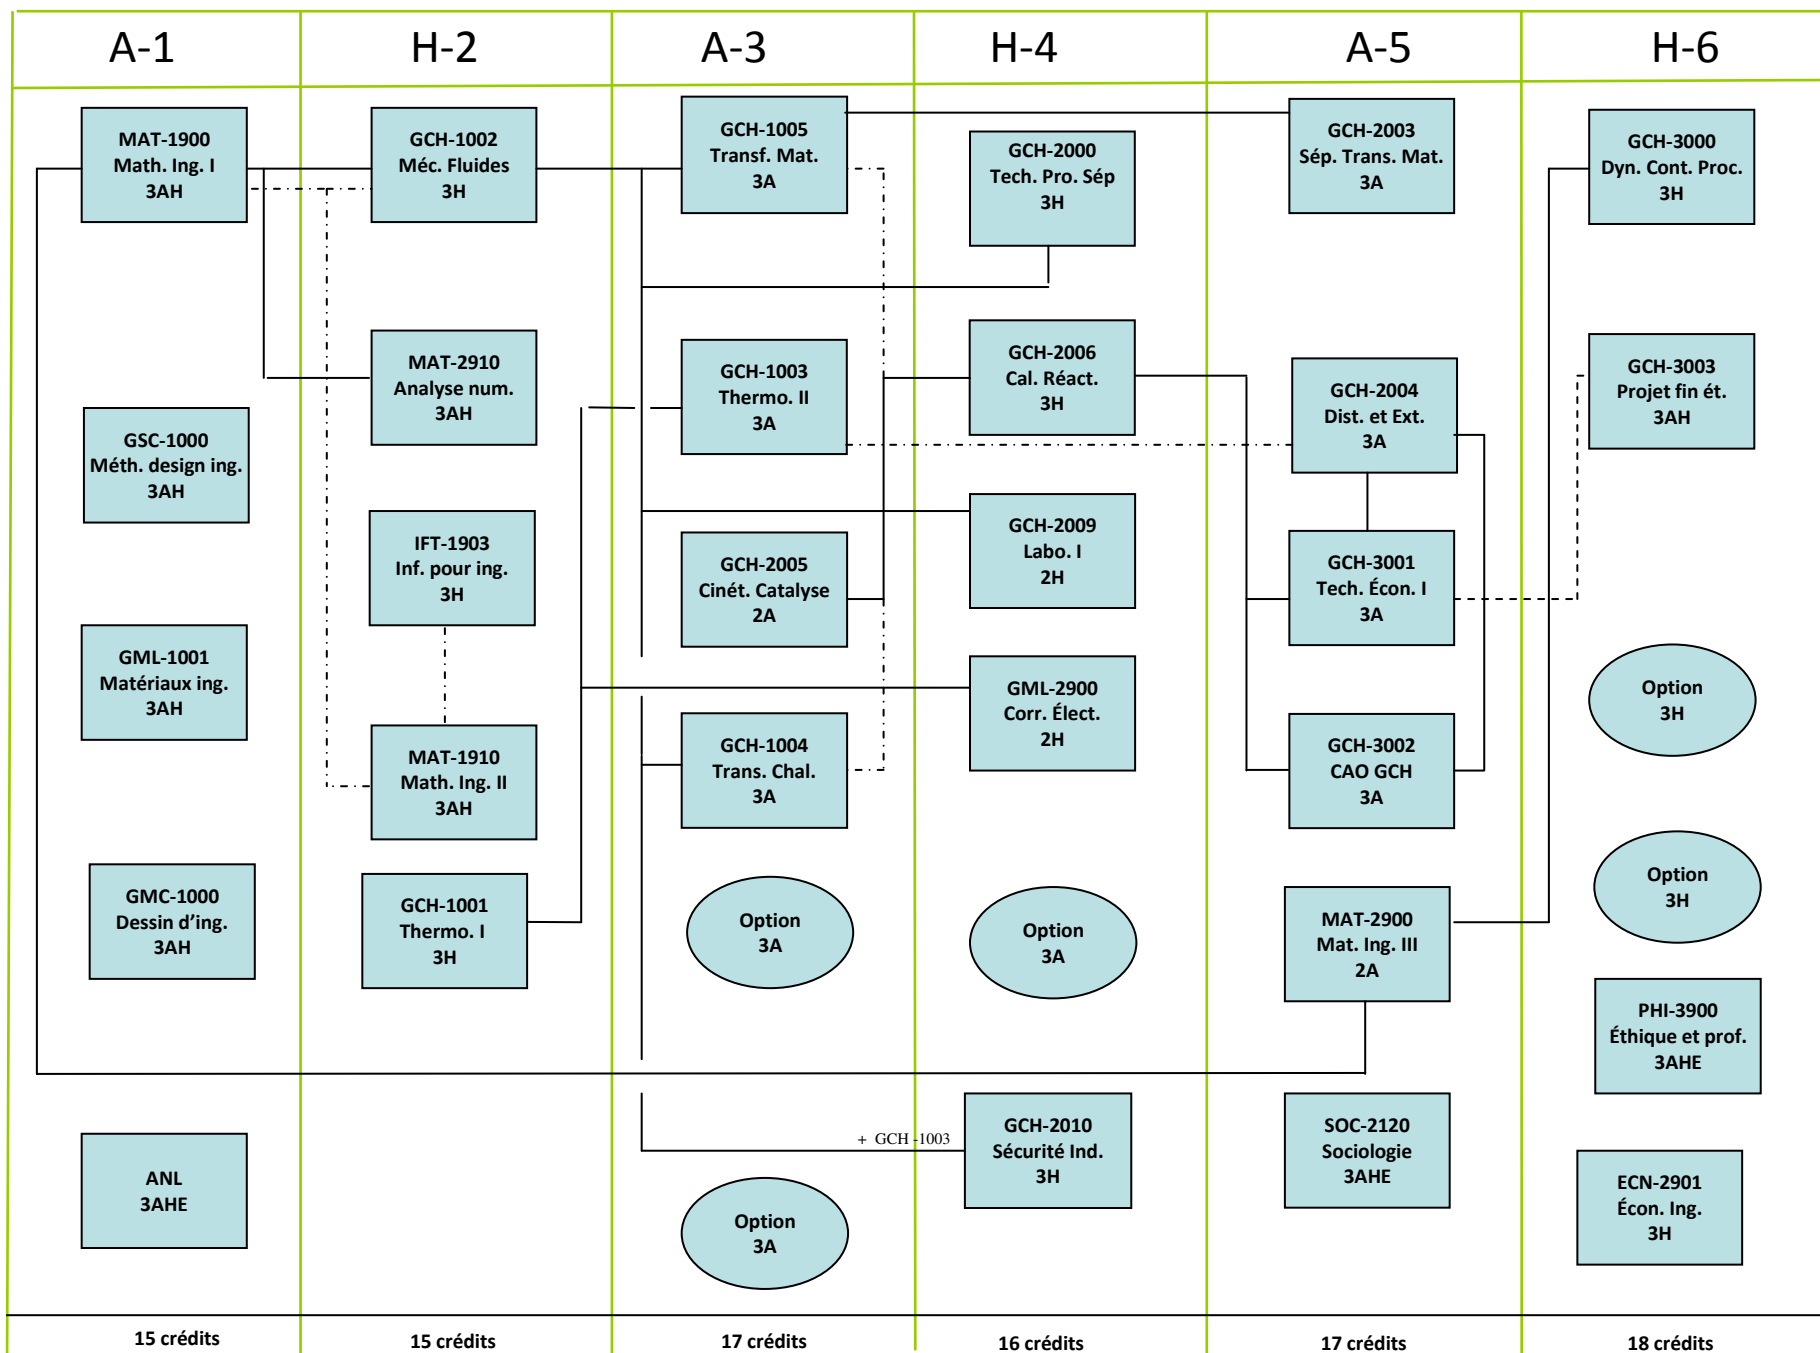 A-1
H-2
A-3
H-4
A-5
H-6
MAT-1900
Math. Ing. I
3AH
GSC-1000
Méth. design ing.
3AH
GML-1001
Matériaux ing.
3AH
GMC-1000
Dessin d'ing.
3AH
ANL
3AHE
15 crédits
GCH-1002
Méc. Fluides
3H
MAT-2910
Analyse num.
3AH
IFT-1903
Inf. pour ing.
3H
MAT-1910
Math. Ing. II
3AH
GCH-1001
Thermo. I
3H
15 crédits
GCH-1005
Transf. Mat.
3A
GCH-1003
Thermo. II
3A
GCH-2005
Cinét. Catalyse
2A
GCH-1004
Trans. Chal.
3A
Option
3A
Option
3A
17 crédits
GCH-2000
Tech. Pro. Sép
3H
GCH-2006
Cal. Réact.
3H
GCH-2009
Labo. I
2H
GML-2900
Corr. Élect.
2H
Option
3A
+ GCH -1003
GCH-2010
Sécurité Ind.
3H
16 crédits
GCH-2003
Sép. Trans. Mat.
3A
GCH-2004
Dist. et Ext.
3A
GCH-3001
Tech. Écon. I
3A
GCH-3002
CAO GCH
3A
MAT-2900
Mat. Ing. III
2A
SOC-2120
Sociologie
3AHE
17 crédits
GCH-3000
Dyn. Cont. Proc.
3H
GCH-3003
Projet fin ét.
3AH
Option
3H
Option
3H
PHI-3900
Éthique et prof.
3AHE
ECN-2901
Écon. Ing.
3H
18 crédits